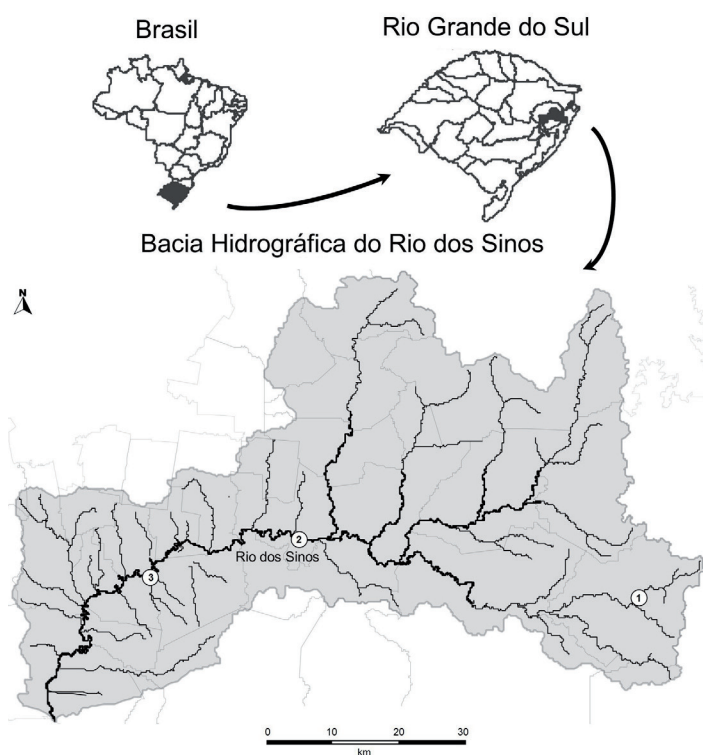 Brasil
Rio Grande do Sul
Bacia Hidrográfica do Rio dos Sinos
N
2
Rio dos Sinos
3
1
0 10 20 30
km